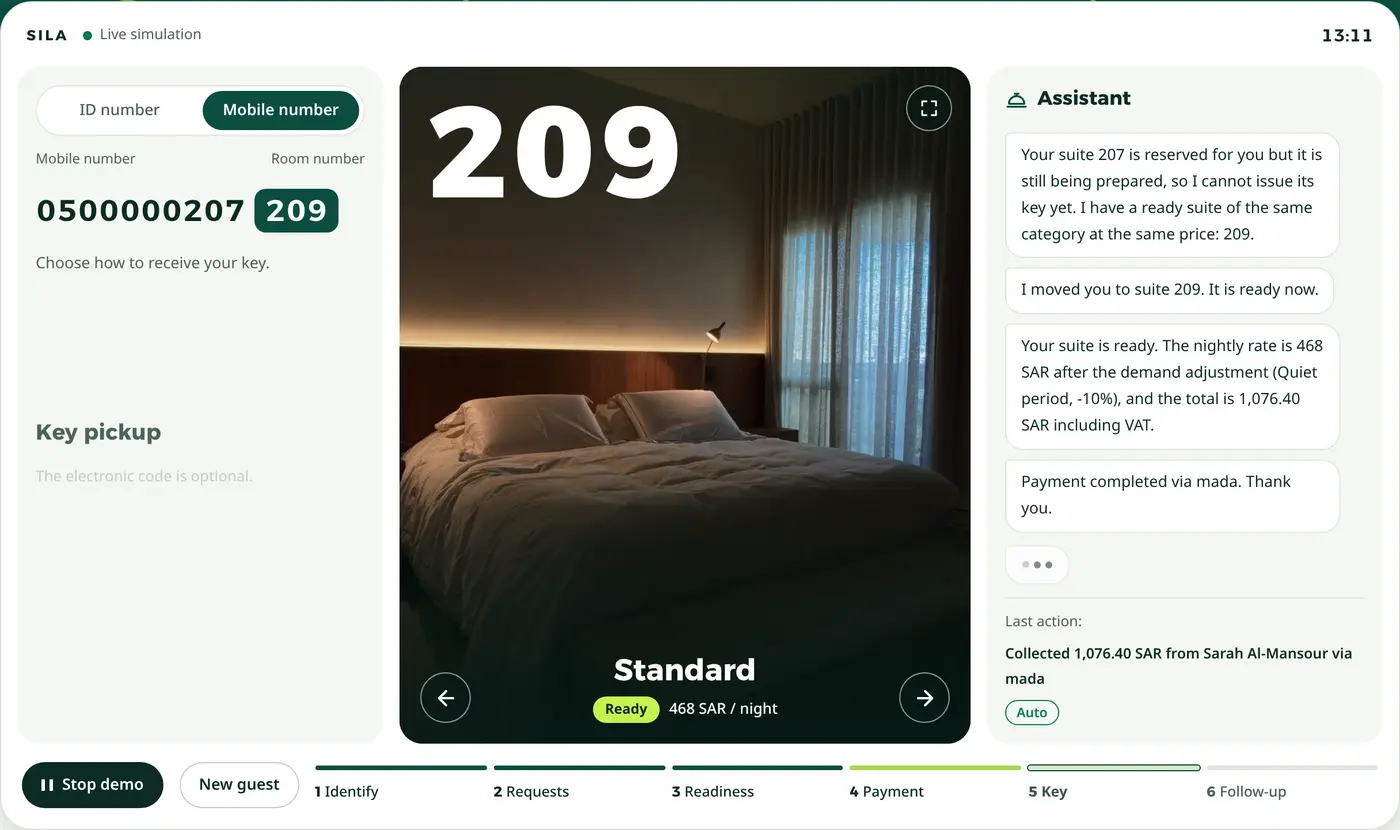 SILA
Live simulation
13:11
ID number
Mobile number
Mobile number
Room number
0500000207 209
Choose how to receive your key.
Key pickup
The electronic code is optional.
209
Standard
Ready
468 SAR / night
Assistant
Your suite 207 is reserved for you but it is
still being prepared, so I cannot issue its
key yet. I have a ready suite of the same
category at the same price: 209.
I moved you to suite 209. It is ready now.
Your suite is ready. The nightly rate is 468
SAR after the demand adjustment (Quiet
period, -10%), and the total is 1,076.40
SAR including VAT.
Payment completed via mada. Thank
you.
Last action:
Collected 1,076.40 SAR from Sarah Al-Mansour via
mada
Auto
Stop demo
New guest
1 Identify
2 Requests
3 Readiness
4 Payment
5 Key
6 Follow-up